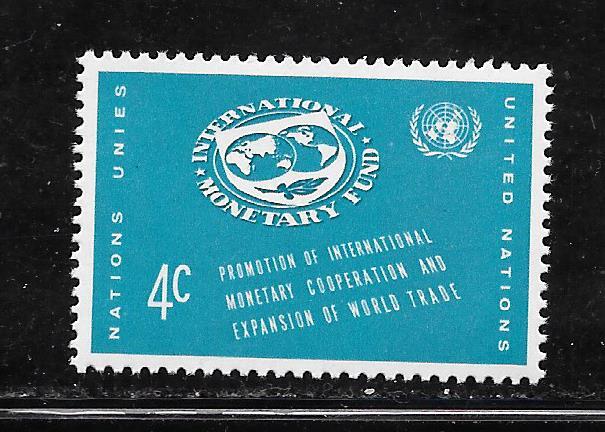 NATIONS UNIES
INTERNATIONAL
MONETARY FUND
UNITED NATIONS
4c
PROMOTION OF INTERNATIONAL
MONETARY COOPERATION AND
EXPANSION OF WORLD TRADE